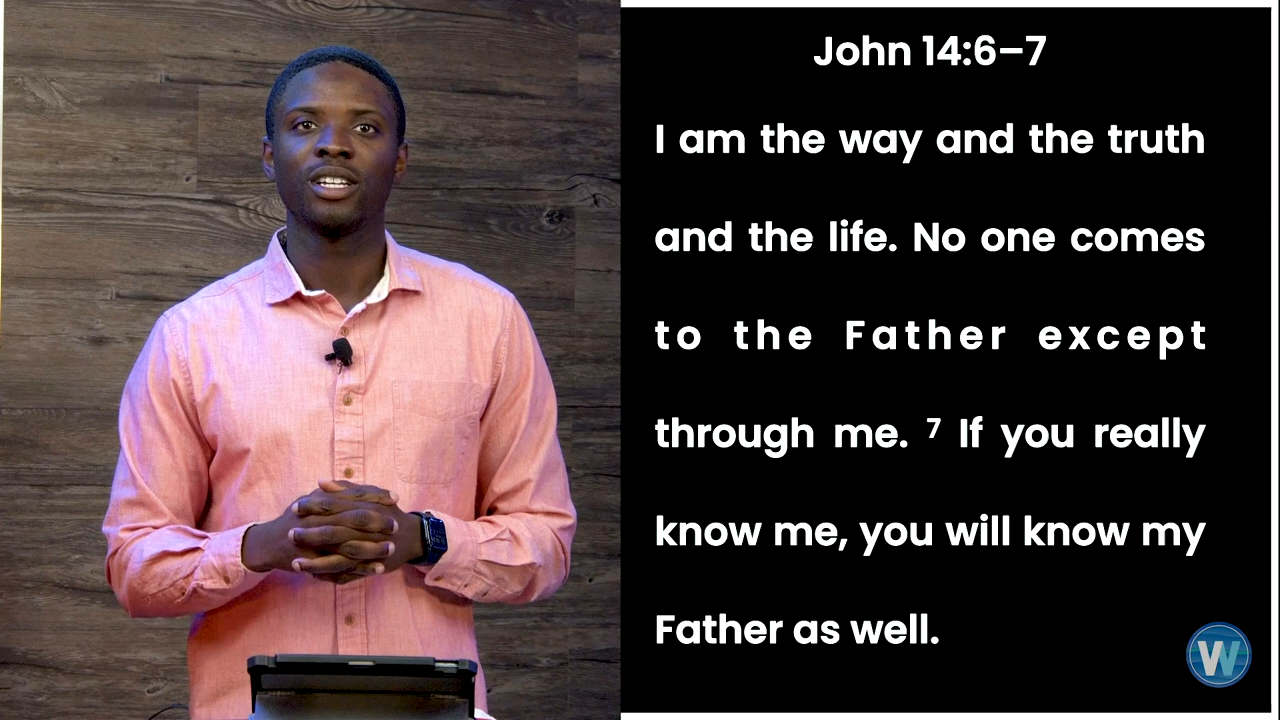 John 14:6–7
I am the way and the truth
and the life. No one comes
to the Father except
through me. ⁷ If you really
know me, you will know my
Father as well.
W